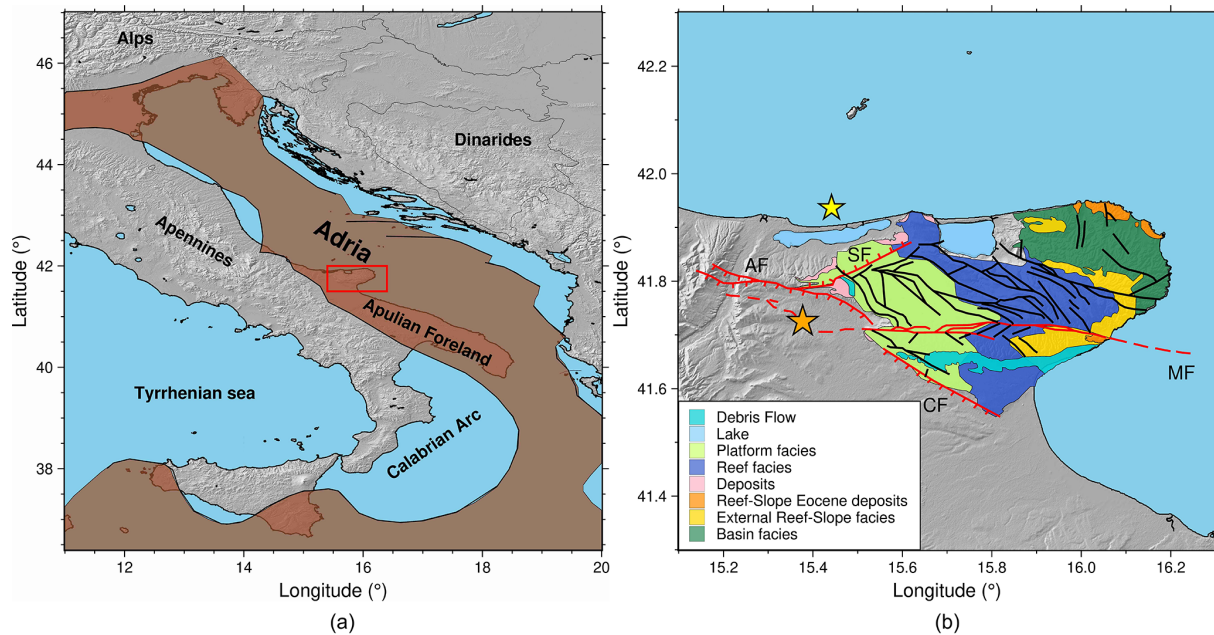 Alps
Dinarides
Adria
Apennines
Apulian Foreland
Tyrrhenian sea
Calabrian Arc
46
44
42
40
38
Latitude (°)
12
14
16
18
20
Longitude (°)
(a)
42.2
42.0
41.8
41.6
41.4
Latitude (°)
AF
SF
CF
MF
Debris Flow
Lake
Platform facies
Reef facies
Deposits
Reef-Slope Eocene deposits
External Reef-Slope facies
Basin facies
15.2
15.4
15.6
15.8
16.0
16.2
Longitude (°)
(b)